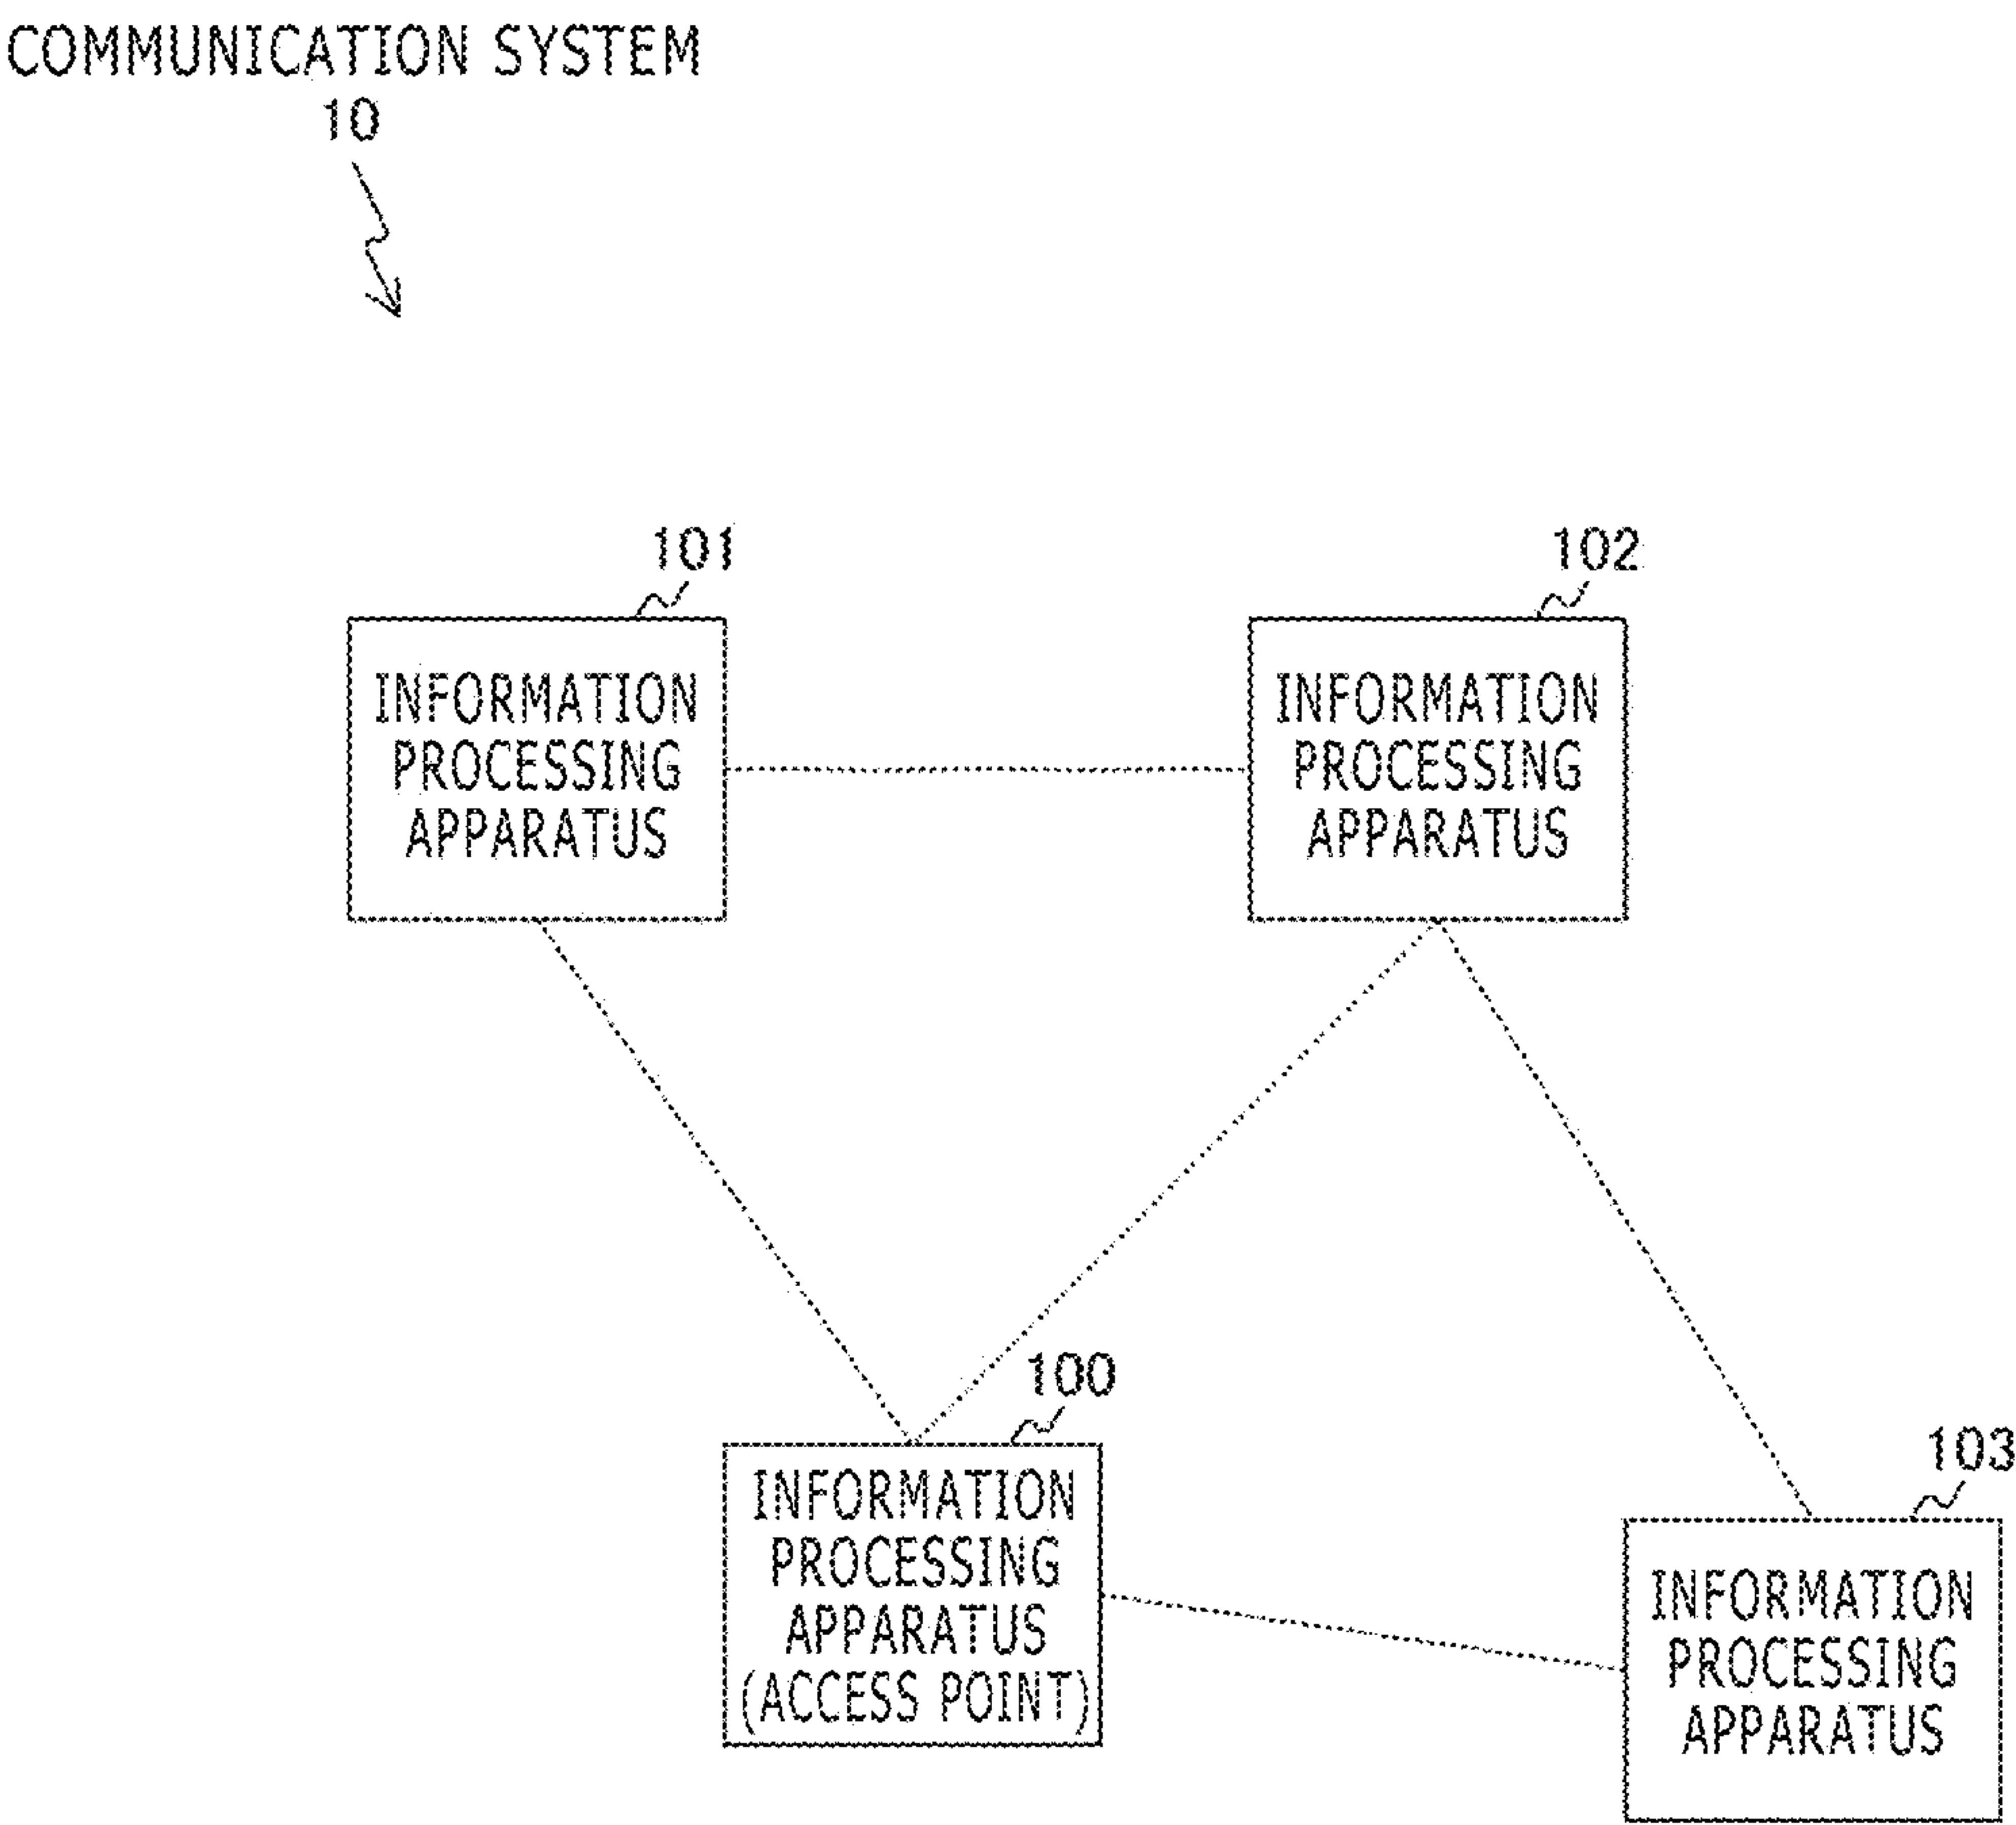 COMMUNICATION SYSTEM
10
101
102
INFORMATION
PROCESSING
APPARATUS
INFORMATION
PROCESSING
APPARATUS
100
INFORMATION
PROCESSING
APPARATUS
(ACCESS POINT)
103
INFORMATION
PROCESSING
APPARATUS